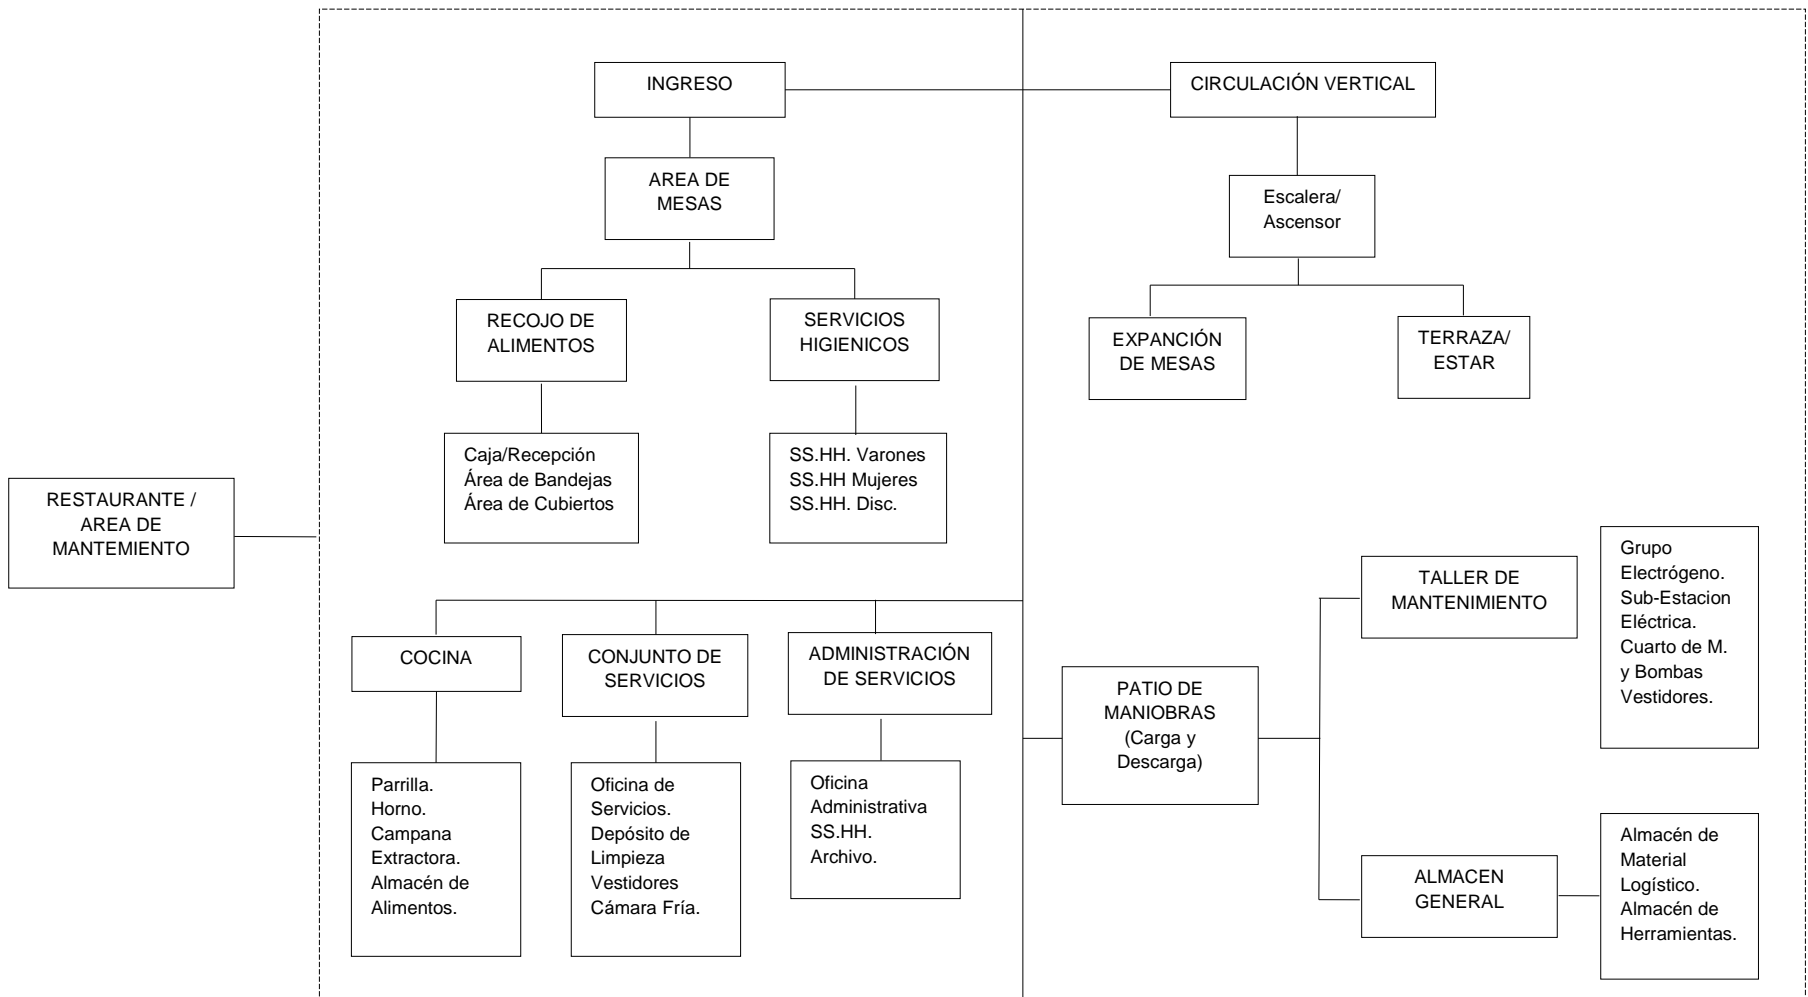 INGRESO
CIRCULACIÓN VERTICAL
AREA DE
MESAS
Escalera/
Ascensor
RECOJO DE
ALIMENTOS
SERVICIOS
HIGIENICOS
EXPANCIÓN
DE MESAS
TERRAZA/
ESTAR
Caja/Recepción
Área de Bandejas
Área de Cubiertos
SS.HH. Varones
SS.HH Mujeres
SS.HH. Disc.
RESTAURANTE /
AREA DE
MANTEMIENTO
COCINA
CONJUNTO DE
SERVICIOS
ADMINISTRACIÓN
DE SERVICIOS
Parrilla.
Horno.
Campana
Extractora.
Almacén de
Alimentos.
Oficina de
Servicios.
Depósito de
Limpieza
Vestidores
Cámara Fría.
Oficina
Administrativa
SS.HH.
Archivo.
PATIO DE
MANIOBRAS
(Carga y
Descarga)
TALLER DE
MANTENIMIENTO
Grupo
Electrógeno.
Sub-Estacion
Eléctrica.
Cuarto de M.
y Bombas
Vestidores.
ALMACEN
GENERAL
Almacén de
Material
Logístico.
Almacén de
Herramientas.